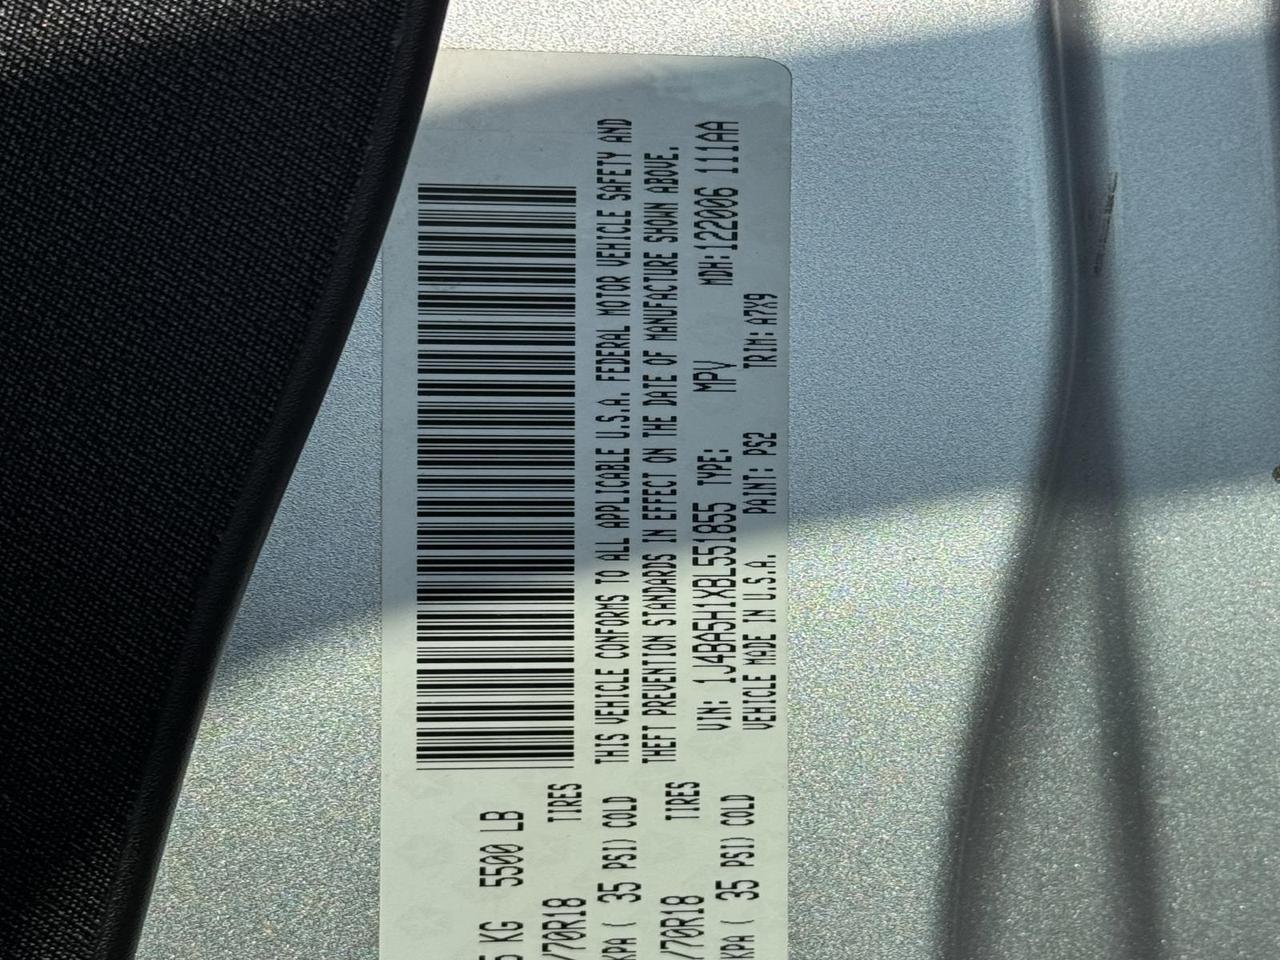 5 KG 5500 LB
/70R18 TIRES
KPA ( 35 PSI) COLD
/70R18 TIRES
KPA ( 35 PSI) COLD
THIS VEHICLE CONFORMS TO ALL APPLICABLE U.S.A. FEDERAL MOTOR VEHICLE SAFETY AND
THEFT PREVENTION STANDARDS IN EFFECT ON THE DATE OF MANUFACTURE SHOWN ABOVE.
VIN: 1J4BA5H1XBL551855 TYPE: MPV MDH:122006 111AA
VEHICLE MADE IN U.S.A. PAINT: PS2 TRIM: A7X9